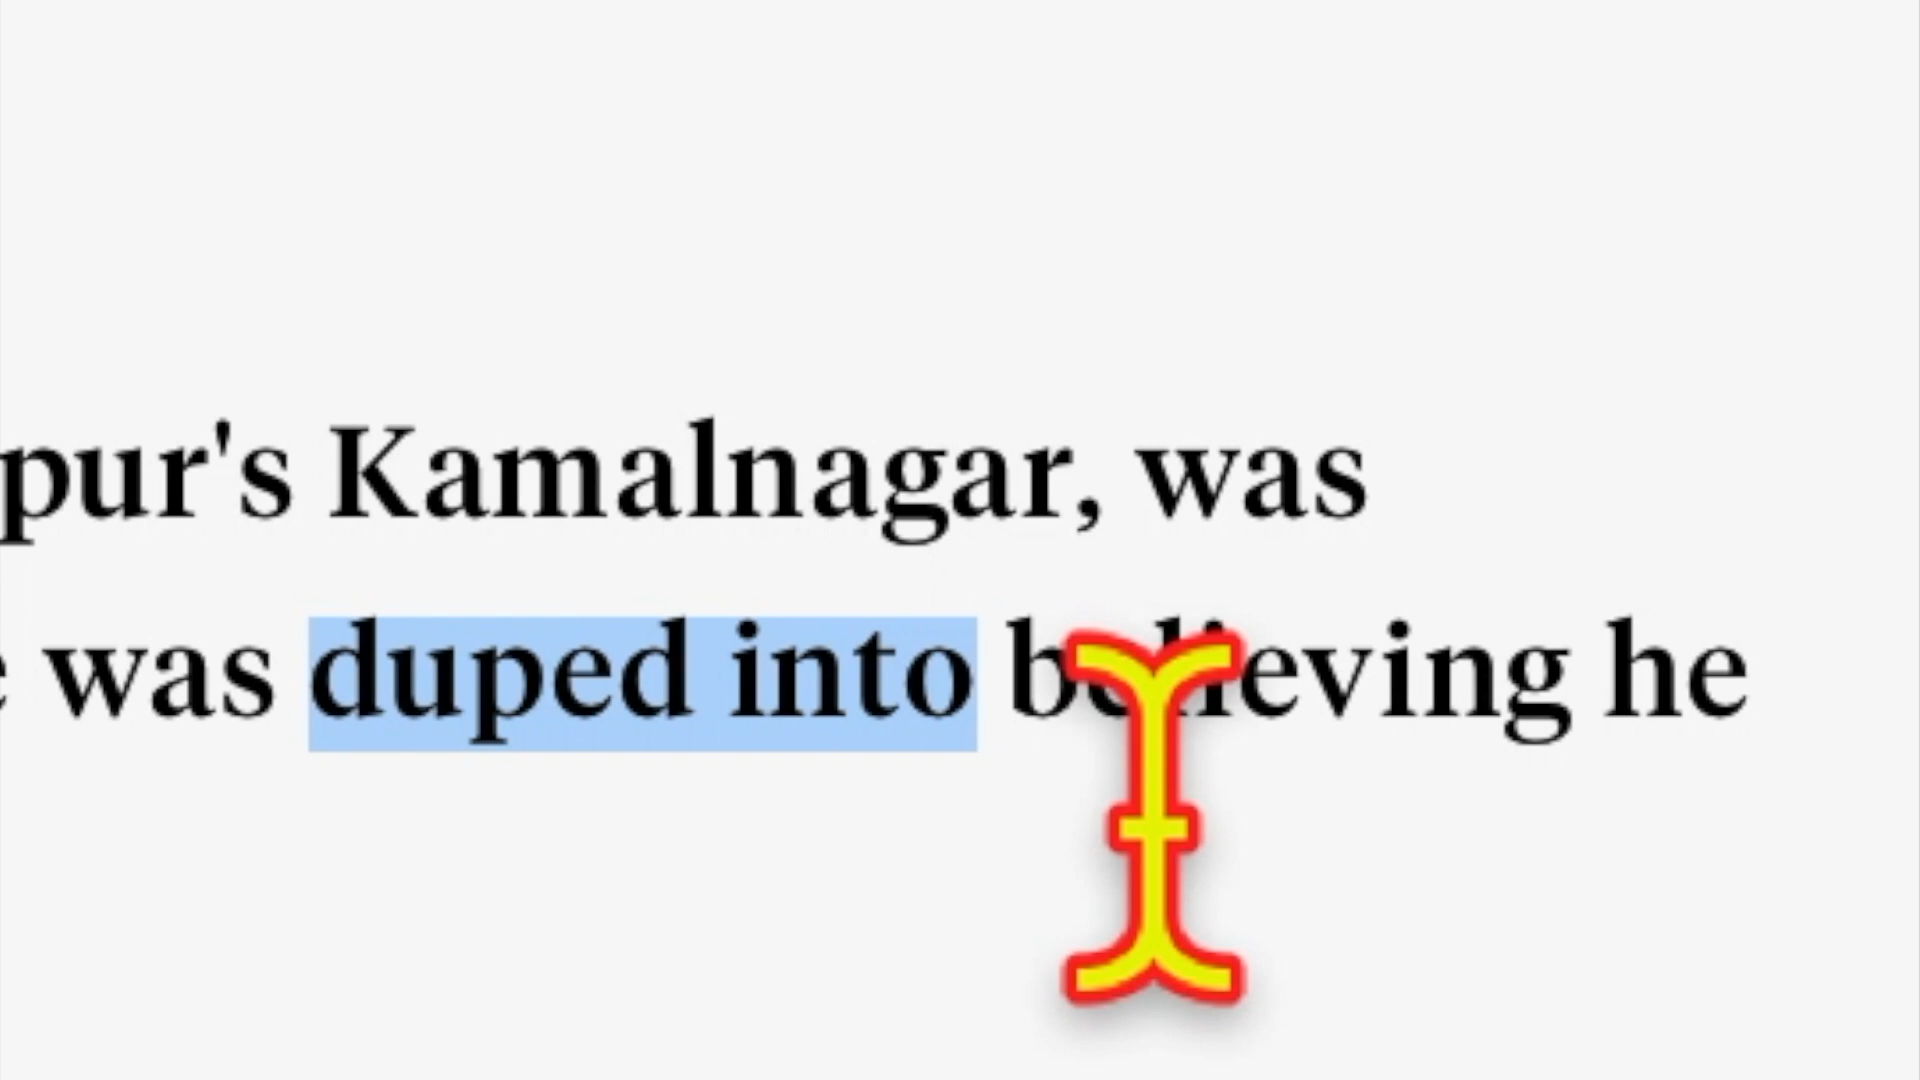 pur's Kamalnagar, was
was duped into believing he